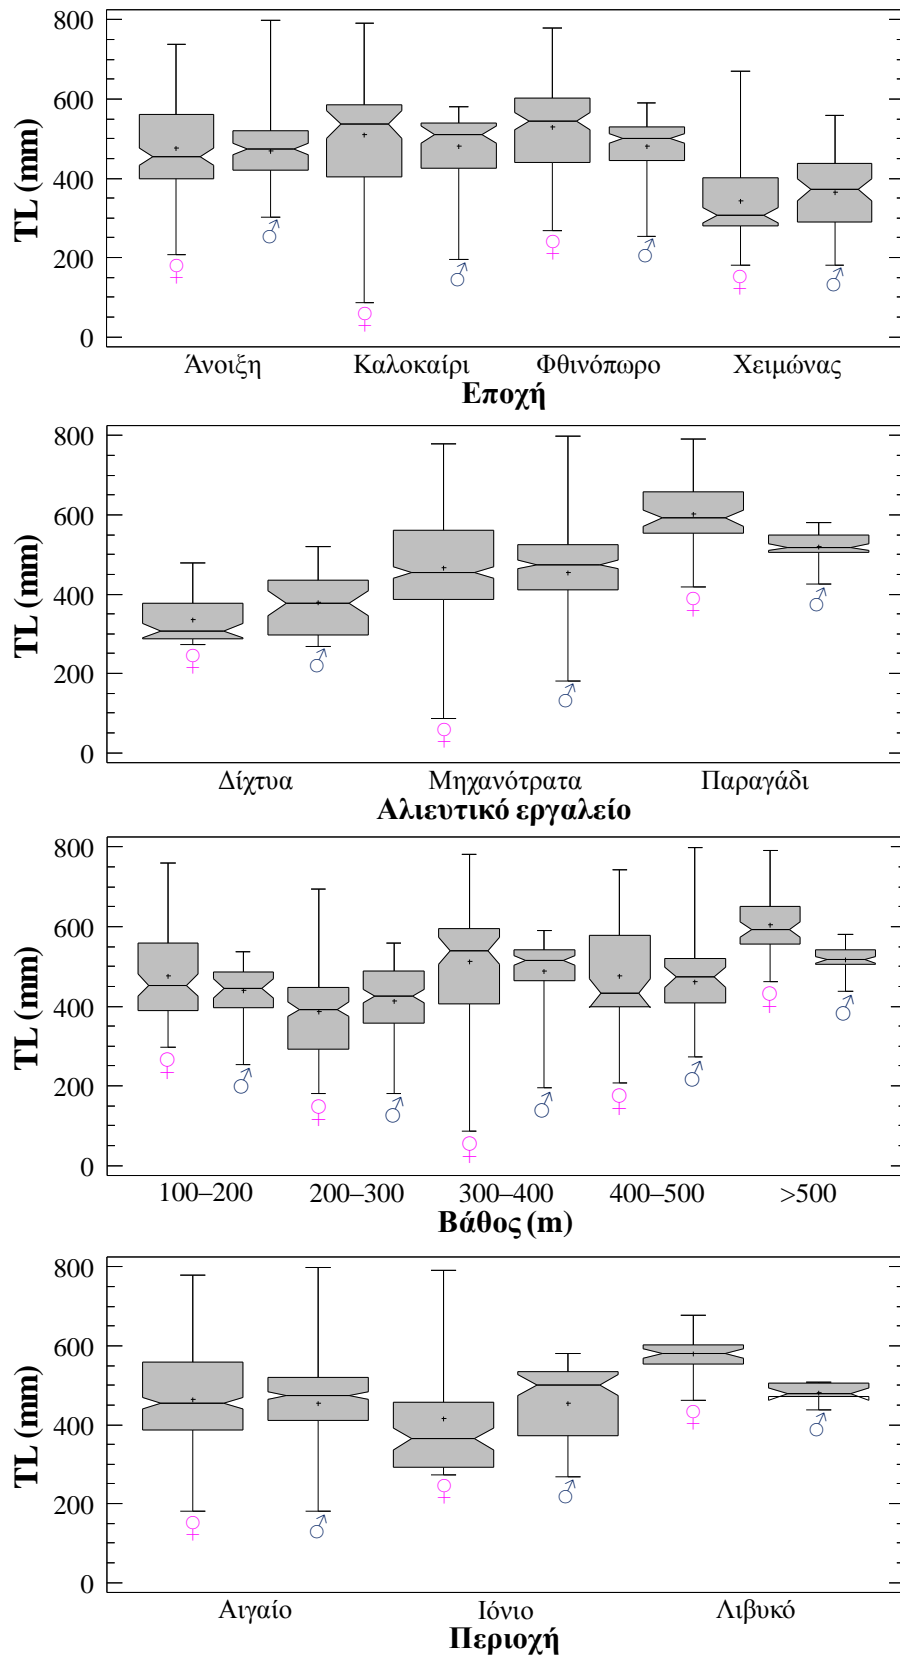 800
600
400
200
0
TL (mm)
♀ ♂ ♀ ♂ ♀ ♂ ♀ ♂
Άνοιξη Καλοκαίρι Φθινόπωρο Χειμώνας
Εποχή
800
600
400
200
0
TL (mm)
♀ ♂ ♀ ♂ ♀ ♂
Δίχτυα Μηχανότρατα Παραγάδι
Αλιευτικό εργαλείο
800
600
400
200
0
TL (mm)
♀ ♂ ♀ ♂ ♀ ♂ ♀ ♂ ♀ ♂
100–200 200–300 300–400 400–500 >500
Βάθος (m)
800
600
400
200
0
TL (mm)
♀ ♂ ♀ ♂ ♀ ♂
Αιγαίο Ιόνιο Λιβυκό
Περιοχή